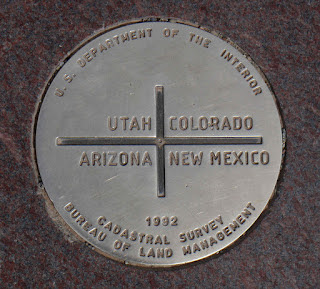 U.S. DEPARTMENT OF THE INTERIOR
UTAH COLORADO
ARIZONA NEW MEXICO
1992
CADASTRAL SURVEY
BUREAU OF LAND MANAGEMENT